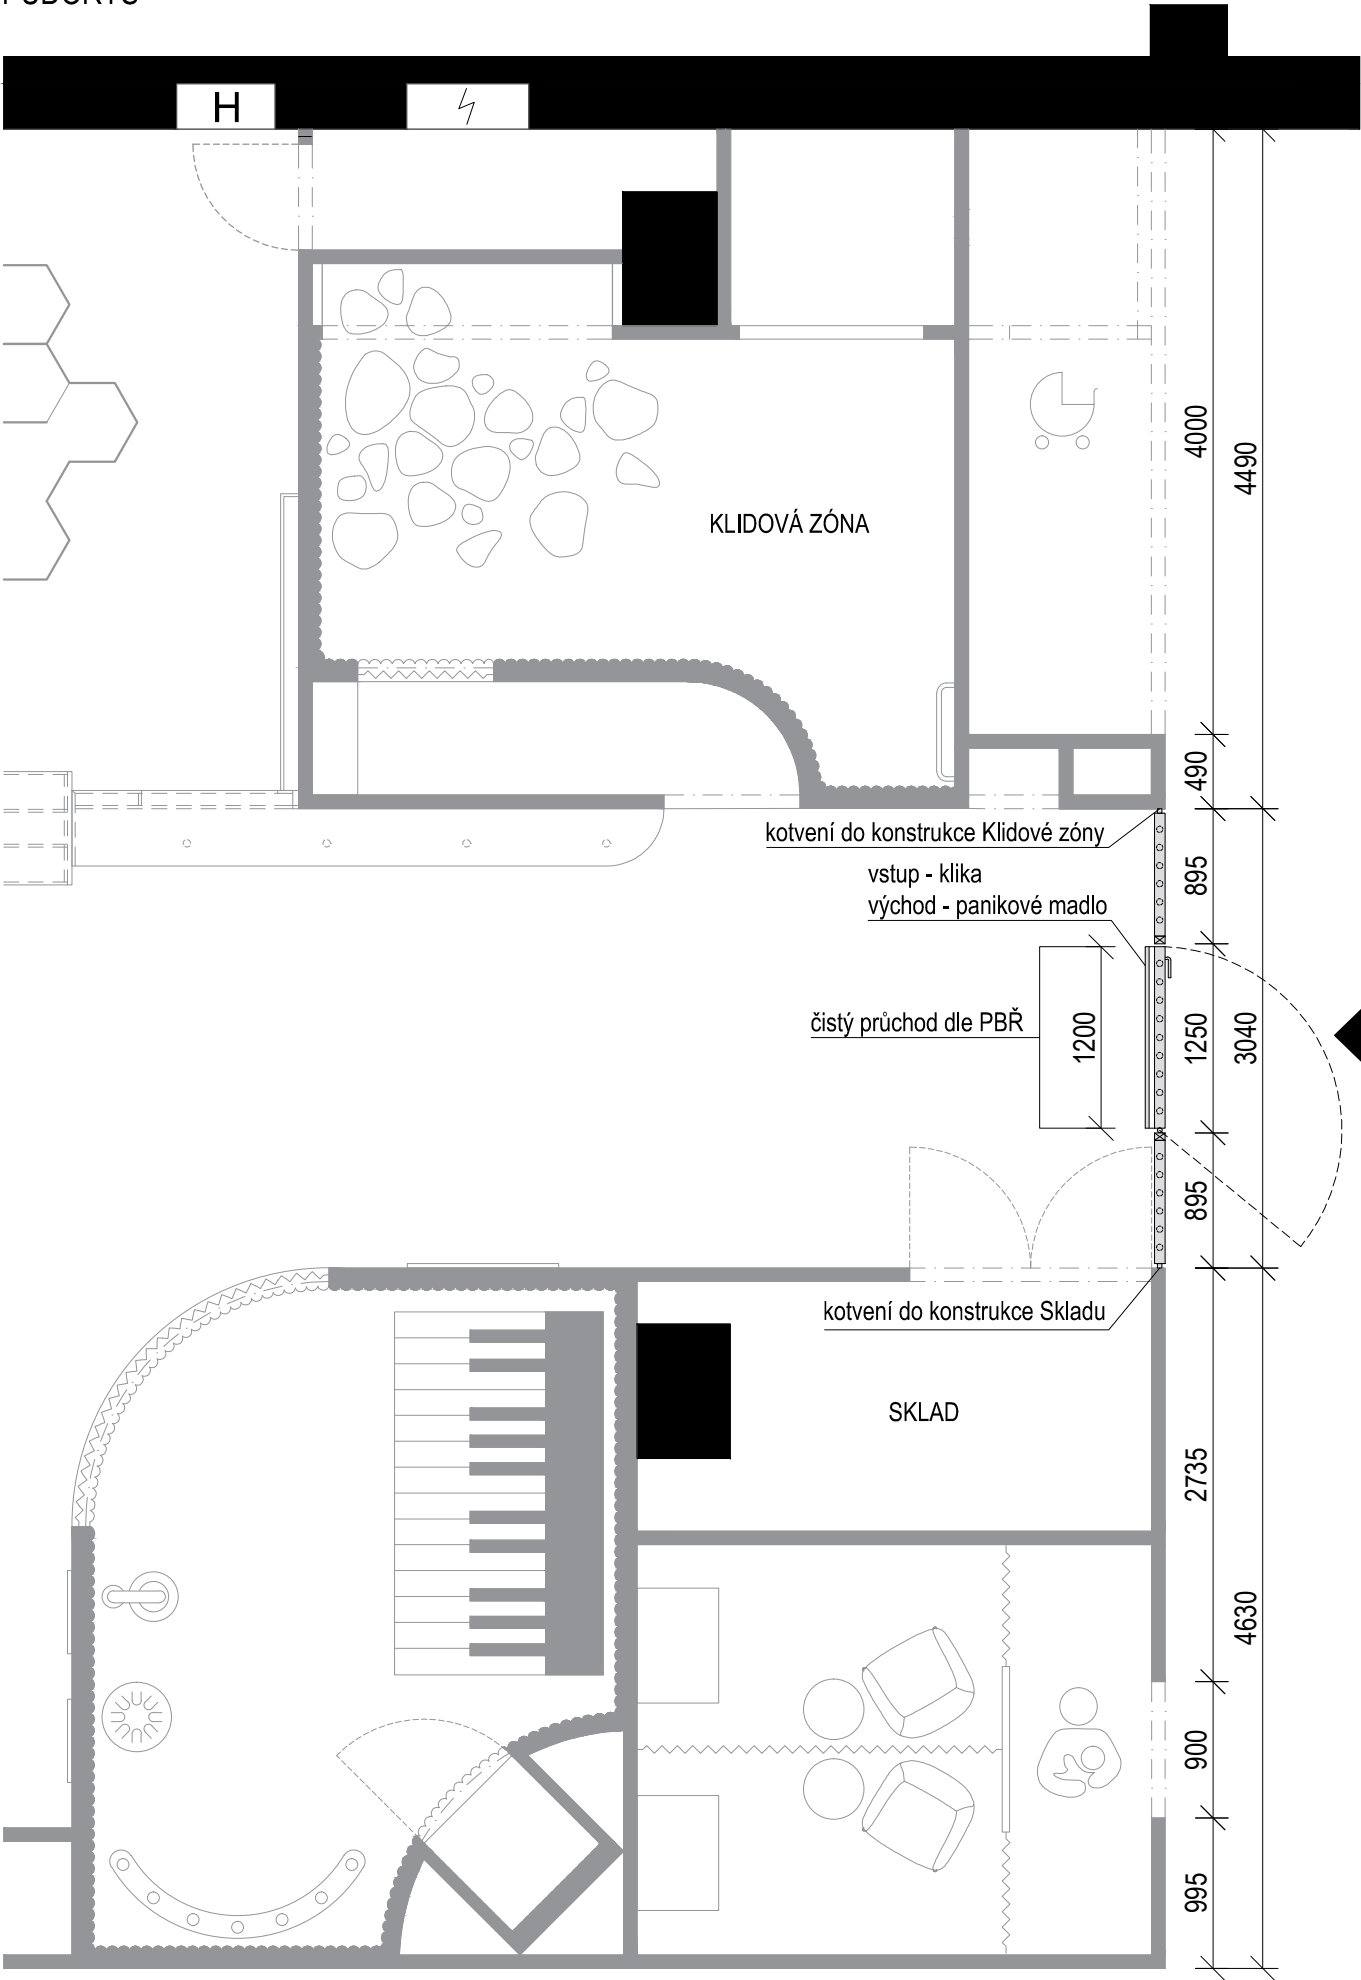 PŮDORYS
H
KLIDOVÁ ZÓNA
4000
4490
490
kotvení do konstrukce Klidové zóny
vstup - klika
východ - panikové madlo
895
čistý průchod dle PBŘ
1200
1250
3040
895
kotvení do konstrukce Skladu
SKLAD
2735
4630
900
995